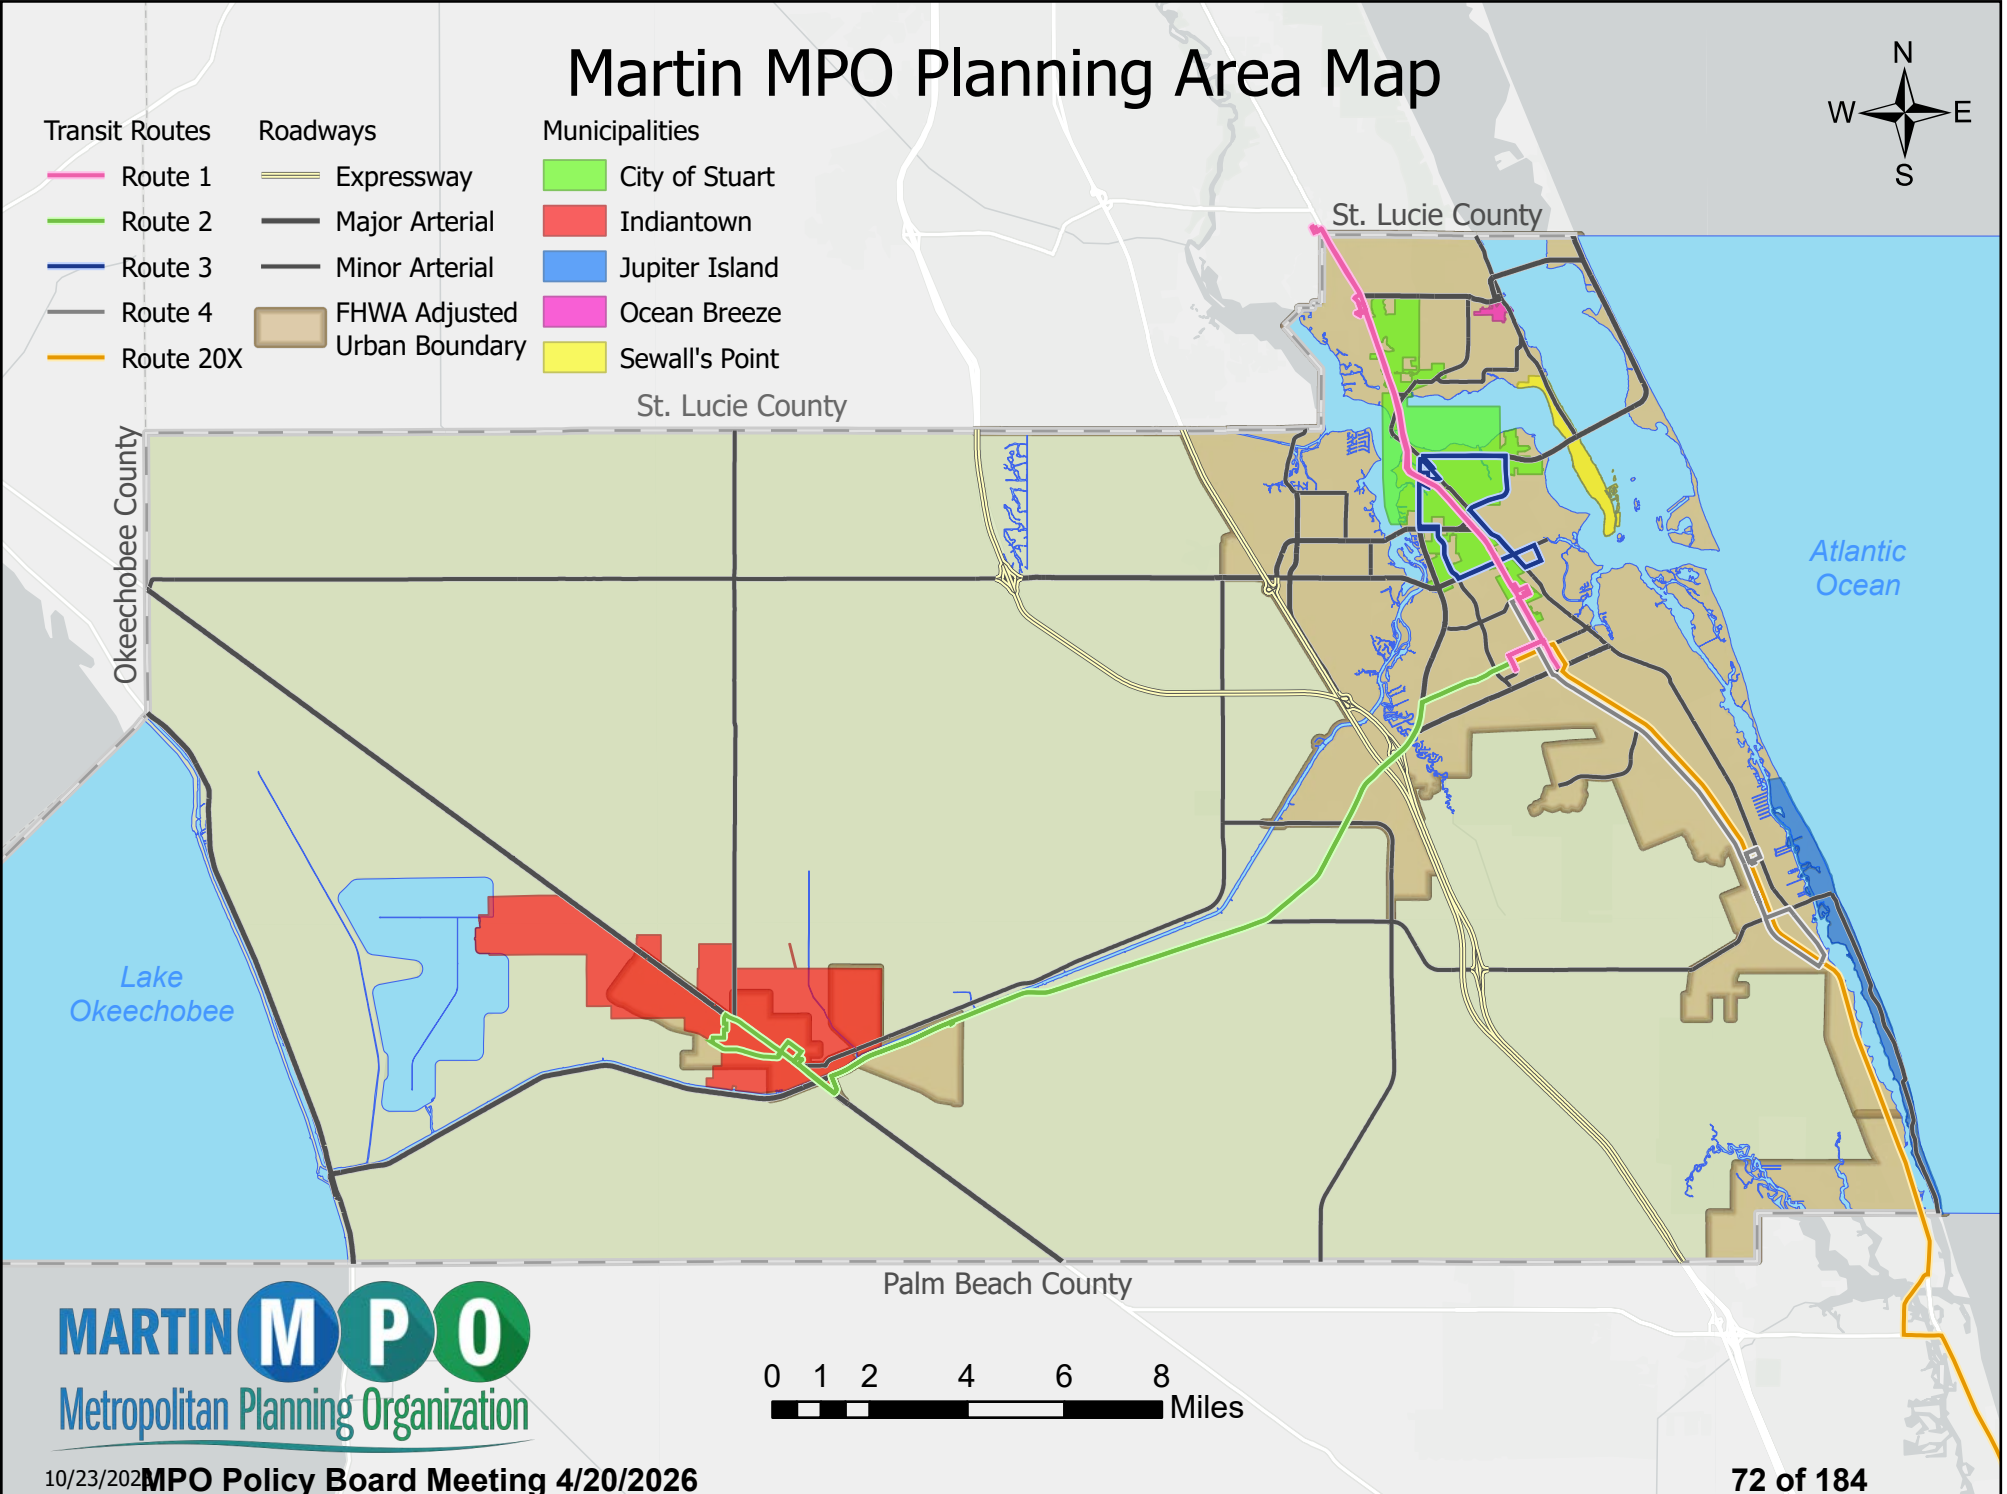 Martin MPO Planning Area Map
N
W E
S
Transit Routes
Route 1
Route 2
Route 3
Route 4
Route 20X
Roadways
Expressway
Major Arterial
Minor Arterial
FHWA Adjusted
Urban Boundary
Municipalities
City of Stuart
Indiantown
Jupiter Island
Ocean Breeze
Sewall's Point
St. Lucie County
St. Lucie County
Okeechobee County
Atlantic
Ocean
Lake
Okeechobee
Palm Beach County
MARTIN MPO
Metropolitan Planning Organization
0 1 2 4 6 8
Miles
MPO Policy Board Meeting 4/20/2026
72 of 184